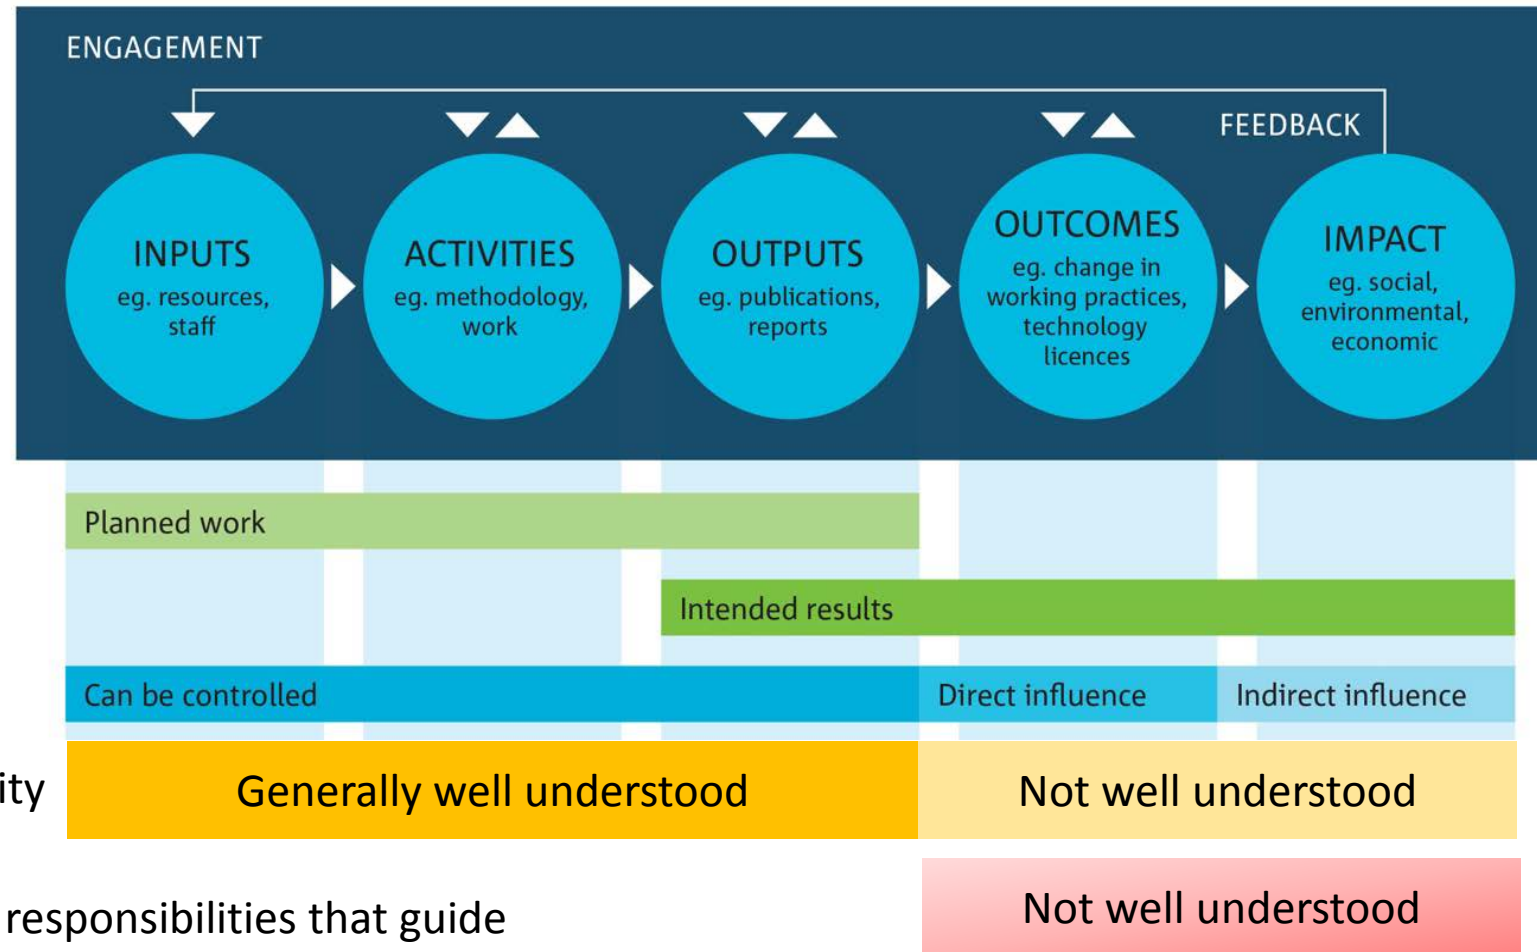 ENGAGEMENT
FEEDBACK
INPUTS
eg. resources,
staff
ACTIVITIES
eg. methodology,
work
OUTPUTS
eg. publications,
reports
OUTCOMES
eg. change in
working practices,
technology
licences
IMPACT
eg. social,
environmental,
economic
Planned work
Intended results
Can be controlled
Direct influence
Indirect influence
ity
Generally well understood
Not well understood
responsibilities that guide
Not well understood